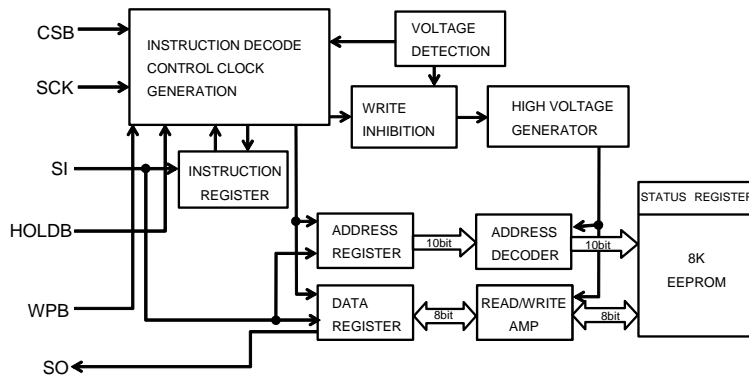 CSB
SCK
SI
HOLDB
WPB
SO
INSTRUCTION DECODE
CONTROL CLOCK
GENERATION
VOLTAGE
DETECTION
WRITE
INHIBITION
HIGH VOLTAGE
GENERATOR
INSTRUCTION
REGISTER
ADDRESS
REGISTER
10bit
ADDRESS
DECODER
10bit
DATA
REGISTER
8bit
READ/WRITE
AMP
8bit
STATUS REGISTER
8K
EEPROM